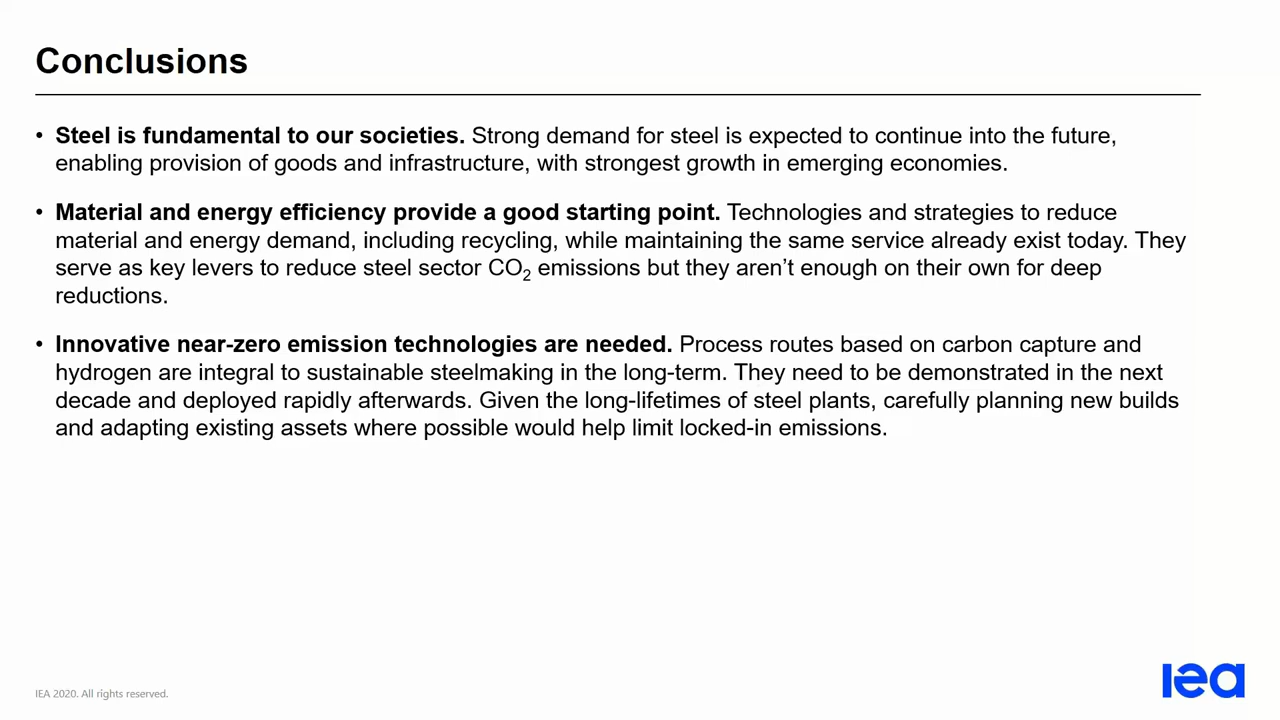 Conclusions
• Steel is fundamental to our societies. Strong demand for steel is expected to continue into the future,
enabling provision of goods and infrastructure, with strongest growth in emerging economies.
• Material and energy efficiency provide a good starting point. Technologies and strategies to reduce
material and energy demand, including recycling, while maintaining the same service already exist today. They
serve as key levers to reduce steel sector CO₂ emissions but they aren’t enough on their own for deep
reductions.
• Innovative near-zero emission technologies are needed. Process routes based on carbon capture and
hydrogen are integral to sustainable steelmaking in the long-term. They need to be demonstrated in the next
decade and deployed rapidly afterwards. Given the long-lifetimes of steel plants, carefully planning new builds
and adapting existing assets where possible would help limit locked-in emissions.
IEA 2020. All rights reserved.
iea